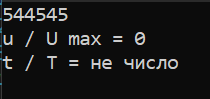 544545
u / U max = 0
t / T = не число